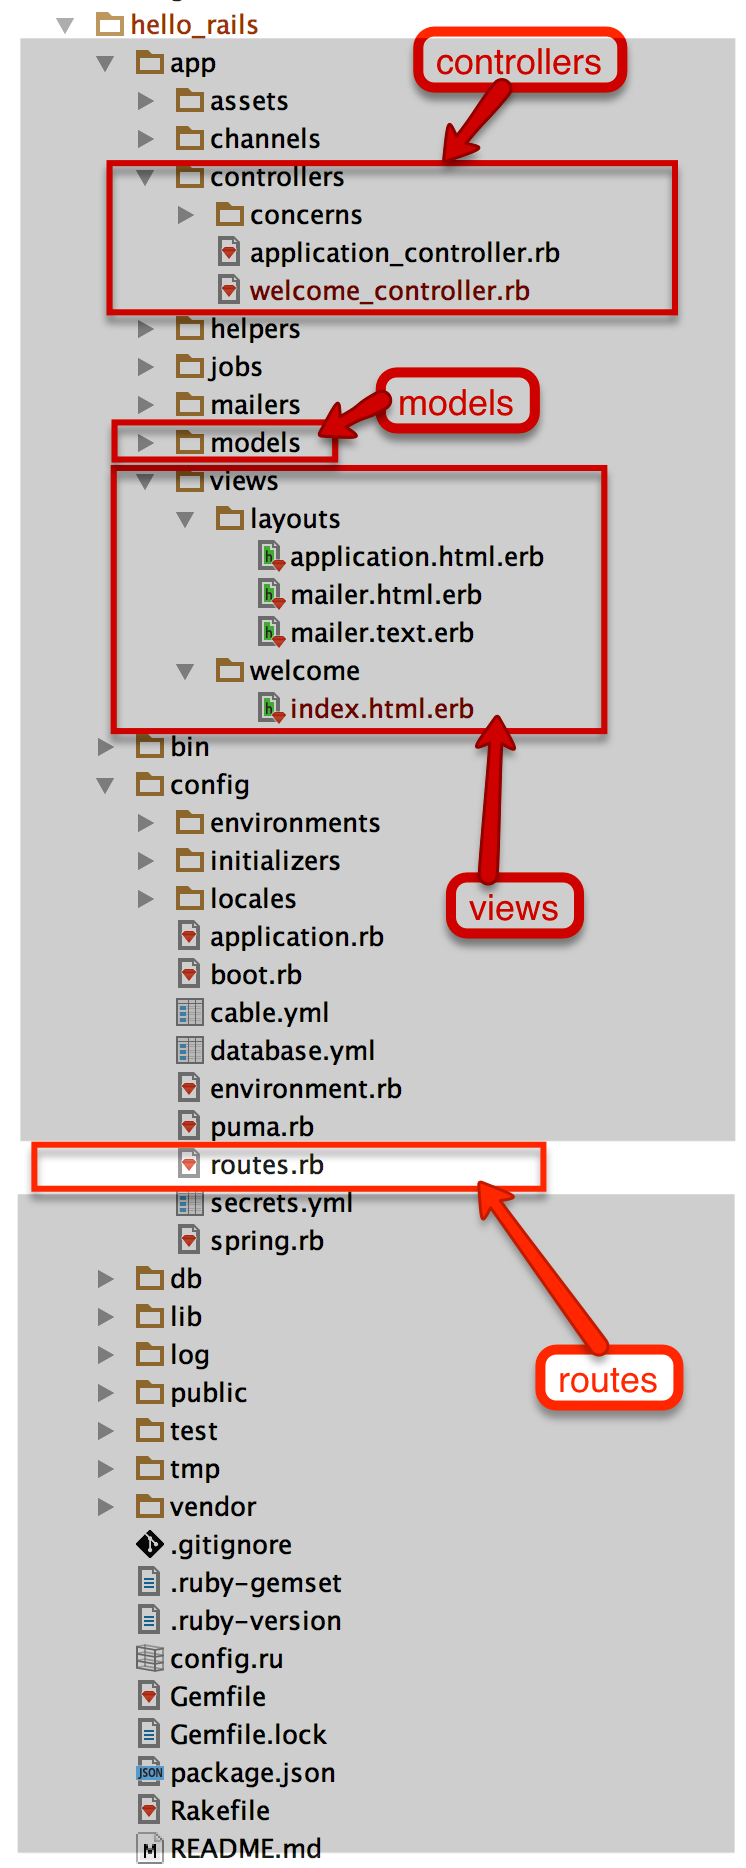 hello_rails
app
controllers
assets
channels
controllers
concerns
application_controller.rb
welcome_controller.rb
helpers
jobs
mailers
models
models
views
layouts
h application.html.erb
h mailer.html.erb
h mailer.text.erb
welcome
h index.html.erb
bin
config
environments
initializers
locales
views
application.rb
boot.rb
cable.yml
database.yml
environment.rb
puma.rb
routes.rb
secrets.yml
spring.rb
db
lib
log
routes
public
test
tmp
vendor
.gitignore
.ruby-gemset
.ruby-version
config.ru
Gemfile
Gemfile.lock
JSON package.json
Rakefile
M README.md